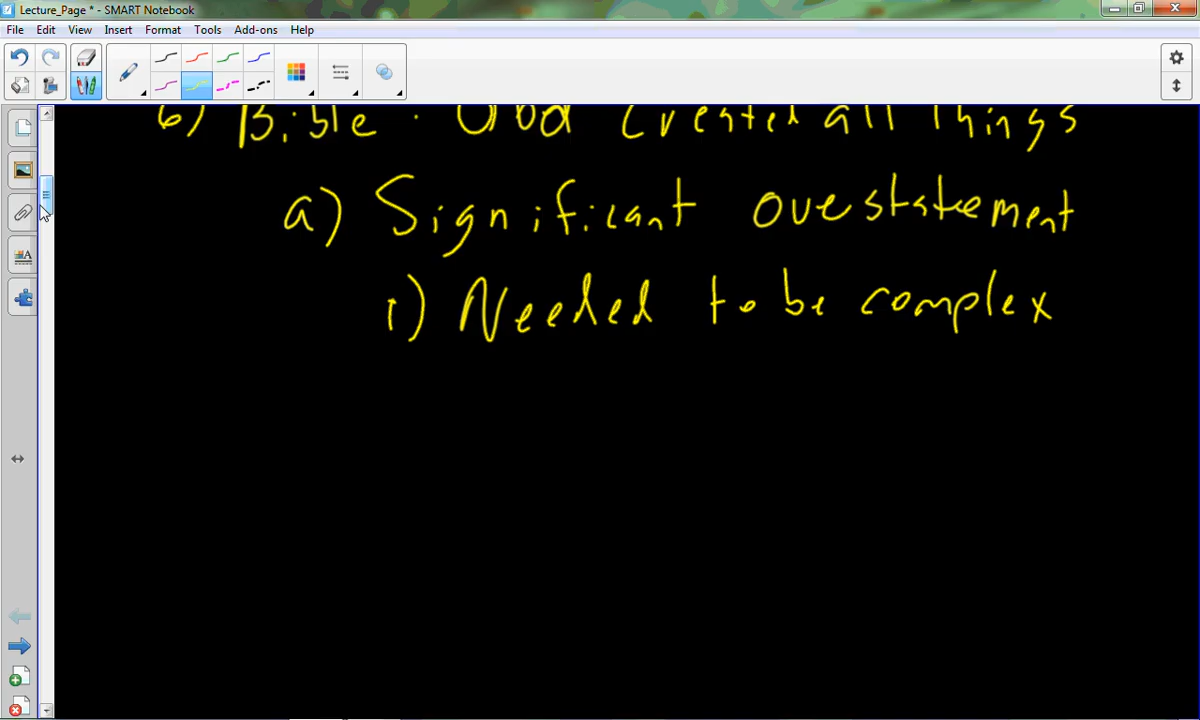 Lecture_Page * - SMART Notebook
File Edit View Insert Format Tools Add-ons Help
6) Bible · God created all things
a) Significant ovestatement
i) Needed to be complex